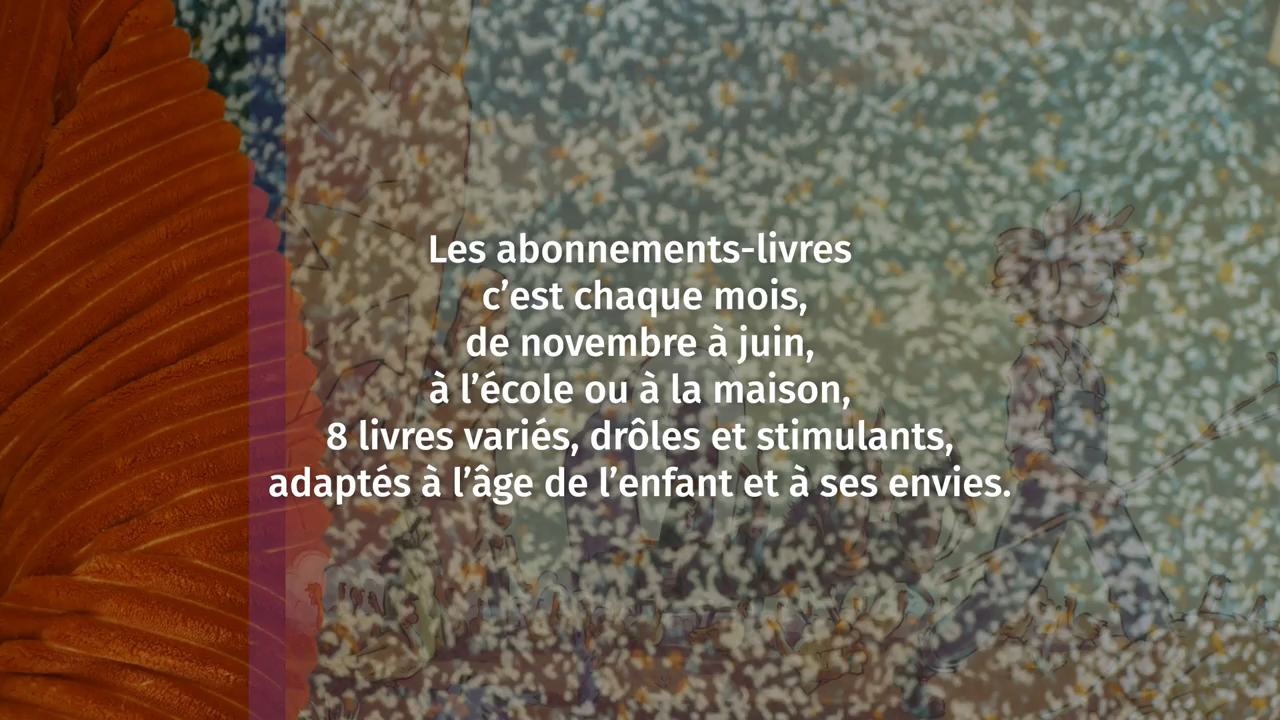 Les abonnements-livres
c’est chaque mois,
de novembre à juin,
à l’école ou à la maison,
8 livres variés, drôles et stimulants,
adaptés à l’âge de l’enfant et à ses envies.